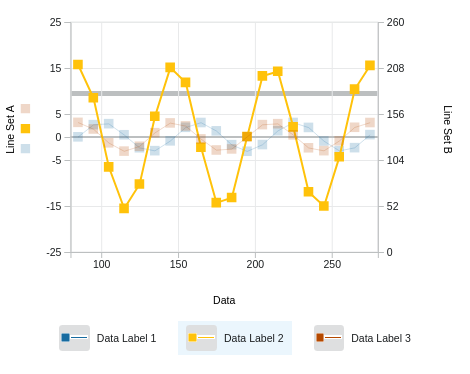 25
15
5
0
-5
-15
-25
260
208
156
104
52
0
Line Set A
Line Set B
100
150
200
250
Data
Data Label 1
Data Label 2
Data Label 3